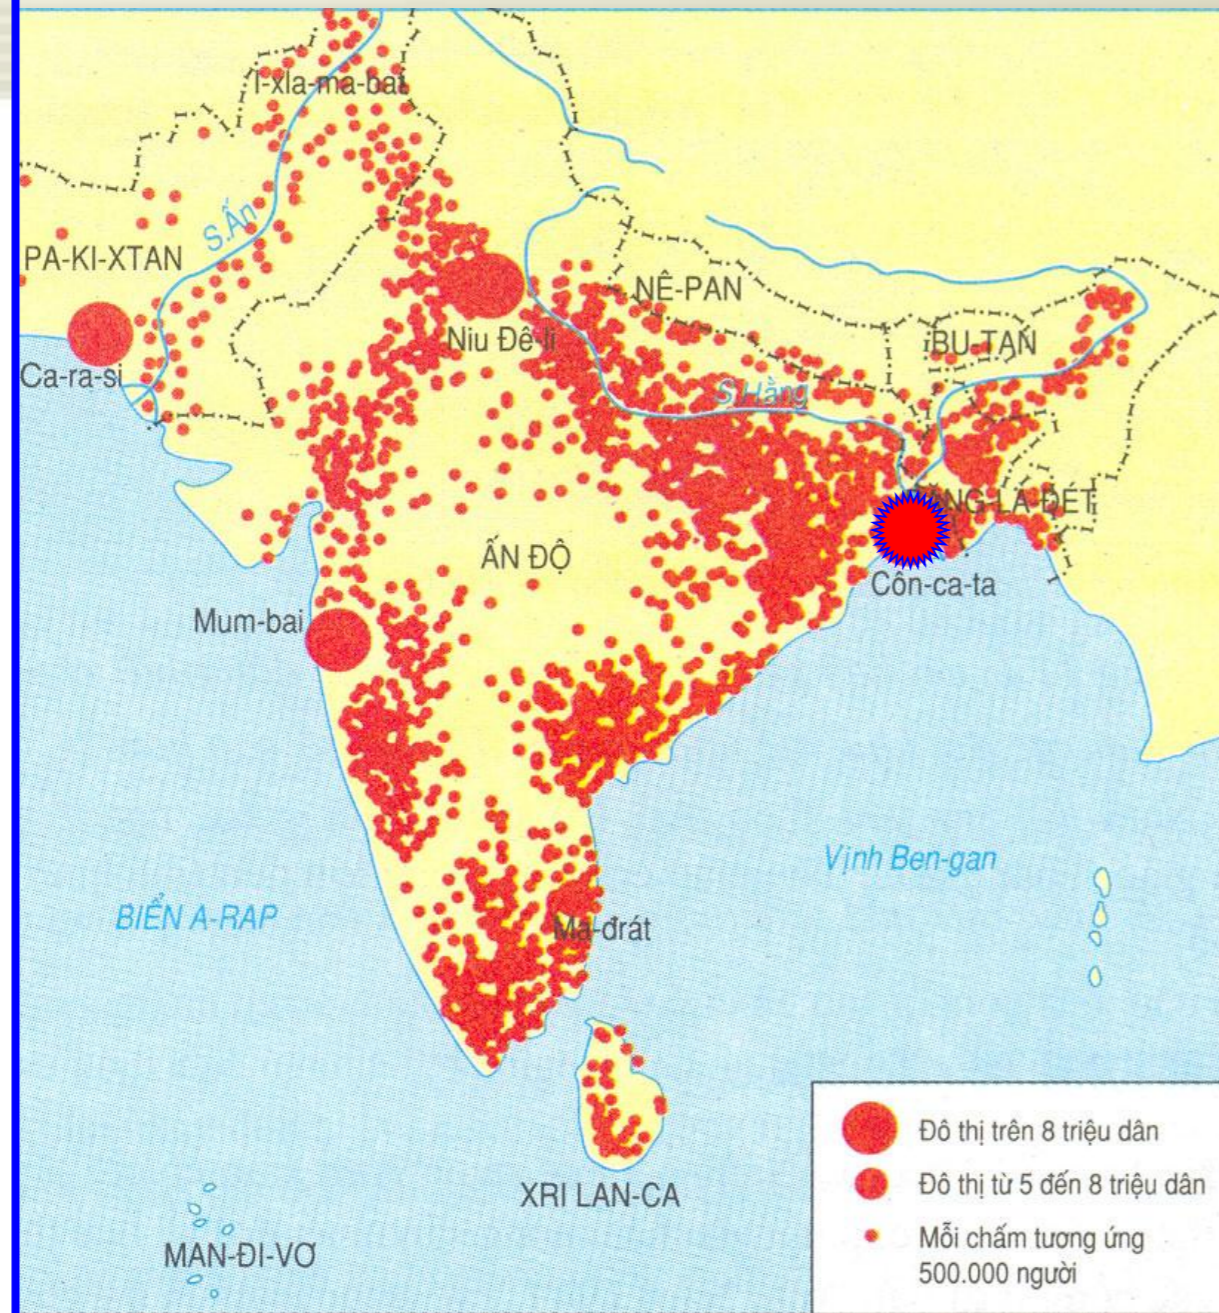 I-xla-ma-bat
S.Ấn
PA-KI-XTAN
NÊ-PAN
Niu Đê-li
BU-TAN
Ca-ra-si
S.Hằng
ĂNG-LA-ĐÉT
ẤN ĐỘ
Côn-ca-ta
Mum-bai
Vịnh Ben-gan
BIỂN A-RAP
Ma-đrát
Đô thị trên 8 triệu dân
Đô thị từ 5 đến 8 triệu dân
XRI LAN-CA
Mỗi chấm tương ứng
500.000 người
MAN-ĐI-VƠ